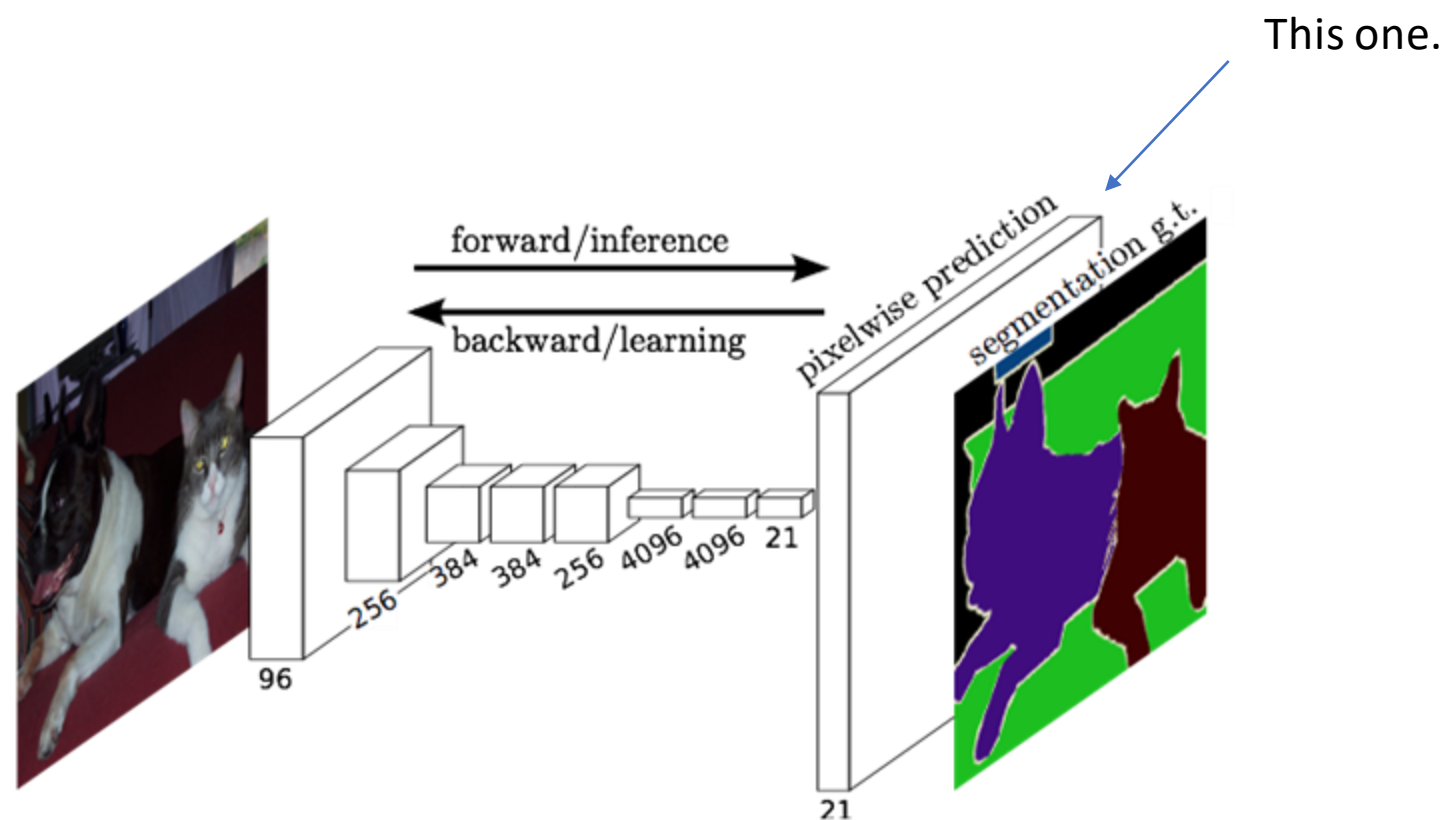 This one.
forward/inference
backward/learning
pixelwise prediction
segmentation g.t.
96
256
384
384
256
4096
4096
21
21